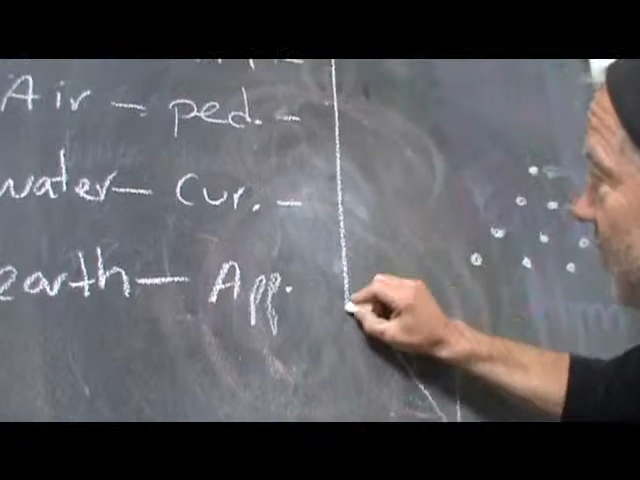 Air – ped. –
water – cur. –
earth – App.